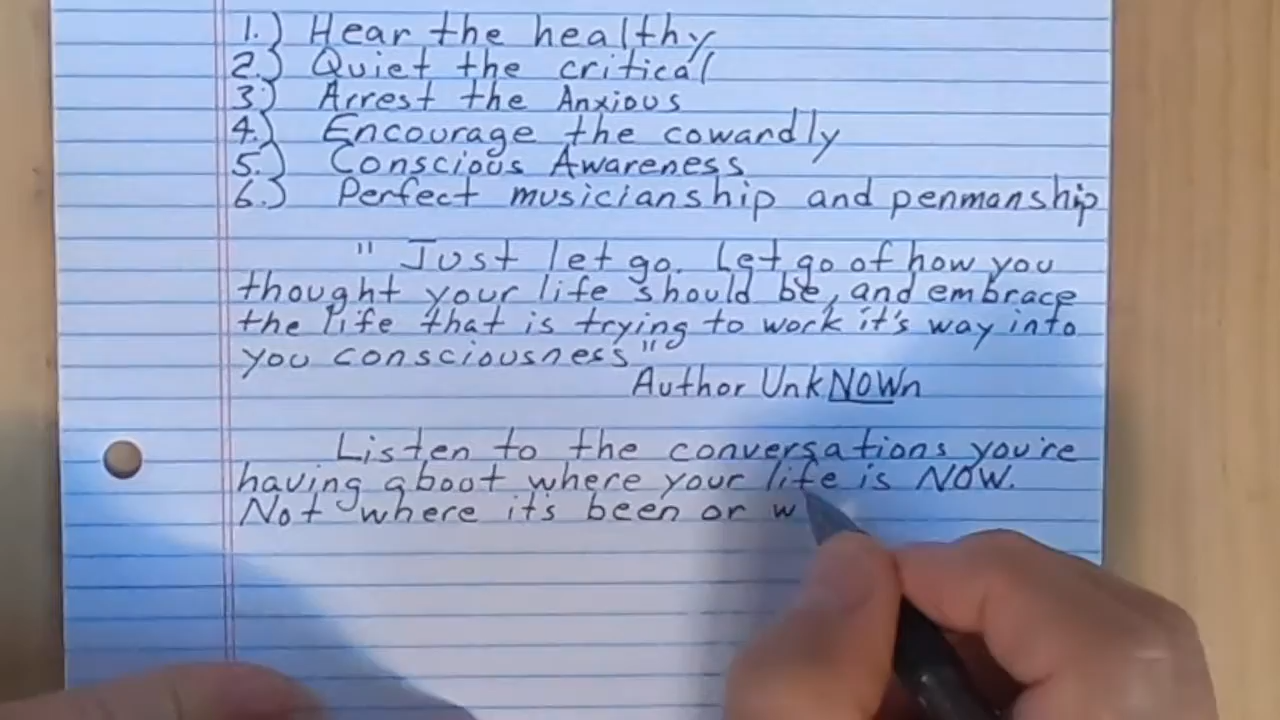 1.) Hear the healthy
2.) Quiet the critical
3.) Arrest the Anxious
4.) Encourage the cowardly
5.) Conscious Awareness
6.) Perfect musicianship and penmanship
" Just let go. Let go of how you
thought your life should be, and embrace
the life that is trying to work it's way into
you consciousness"
Author UnkNOWn
Listen to the conversations you're
having about where your life is NOW.
Not where its been or w